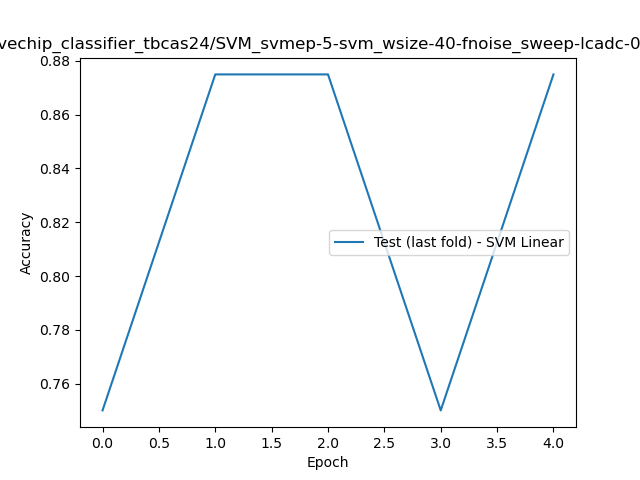 vechip_classifier_tbcas24/SVM_svmep-5-svm_wsize-40-fnoise_sweep-lcadc-0
0.88
0.86
0.84
0.82
0.80
0.78
0.76
Accuracy
Test (last fold) - SVM Linear
0.0 0.5 1.0 1.5 2.0 2.5 3.0 3.5 4.0
Epoch